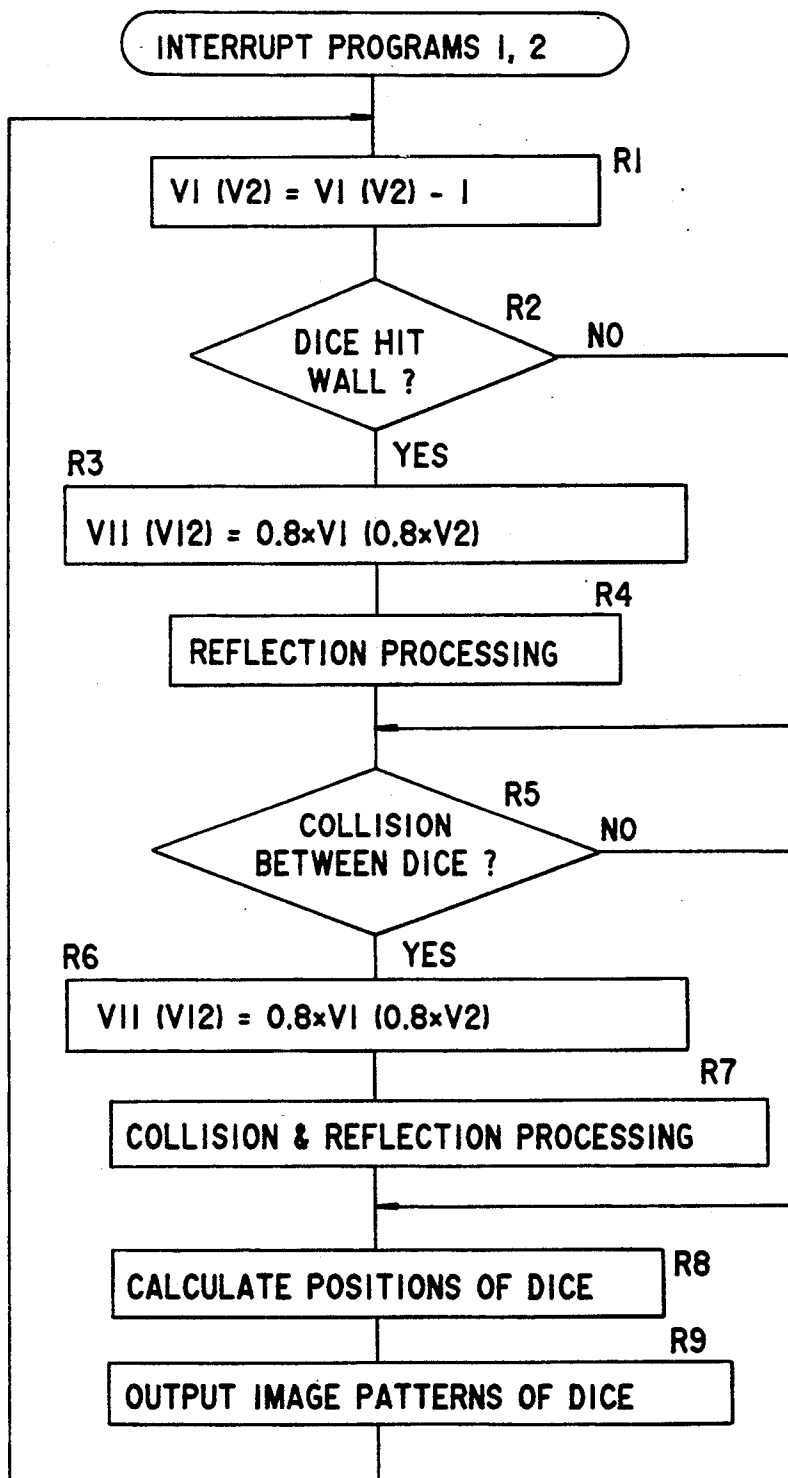 INTERRUPT PROGRAMS 1, 2
R1
V1 (V2) = V1 (V2) - 1
R2
DICE HIT
WALL ?
NO
YES
R3
V11 (V12) = 0.8×V1 (0.8×V2)
R4
REFLECTION PROCESSING
R5
COLLISION
BETWEEN DICE ?
NO
YES
R6
V11 (V12) = 0.8×V1 (0.8×V2)
R7
COLLISION & REFLECTION PROCESSING
R8
CALCULATE POSITIONS OF DICE
R9
OUTPUT IMAGE PATTERNS OF DICE